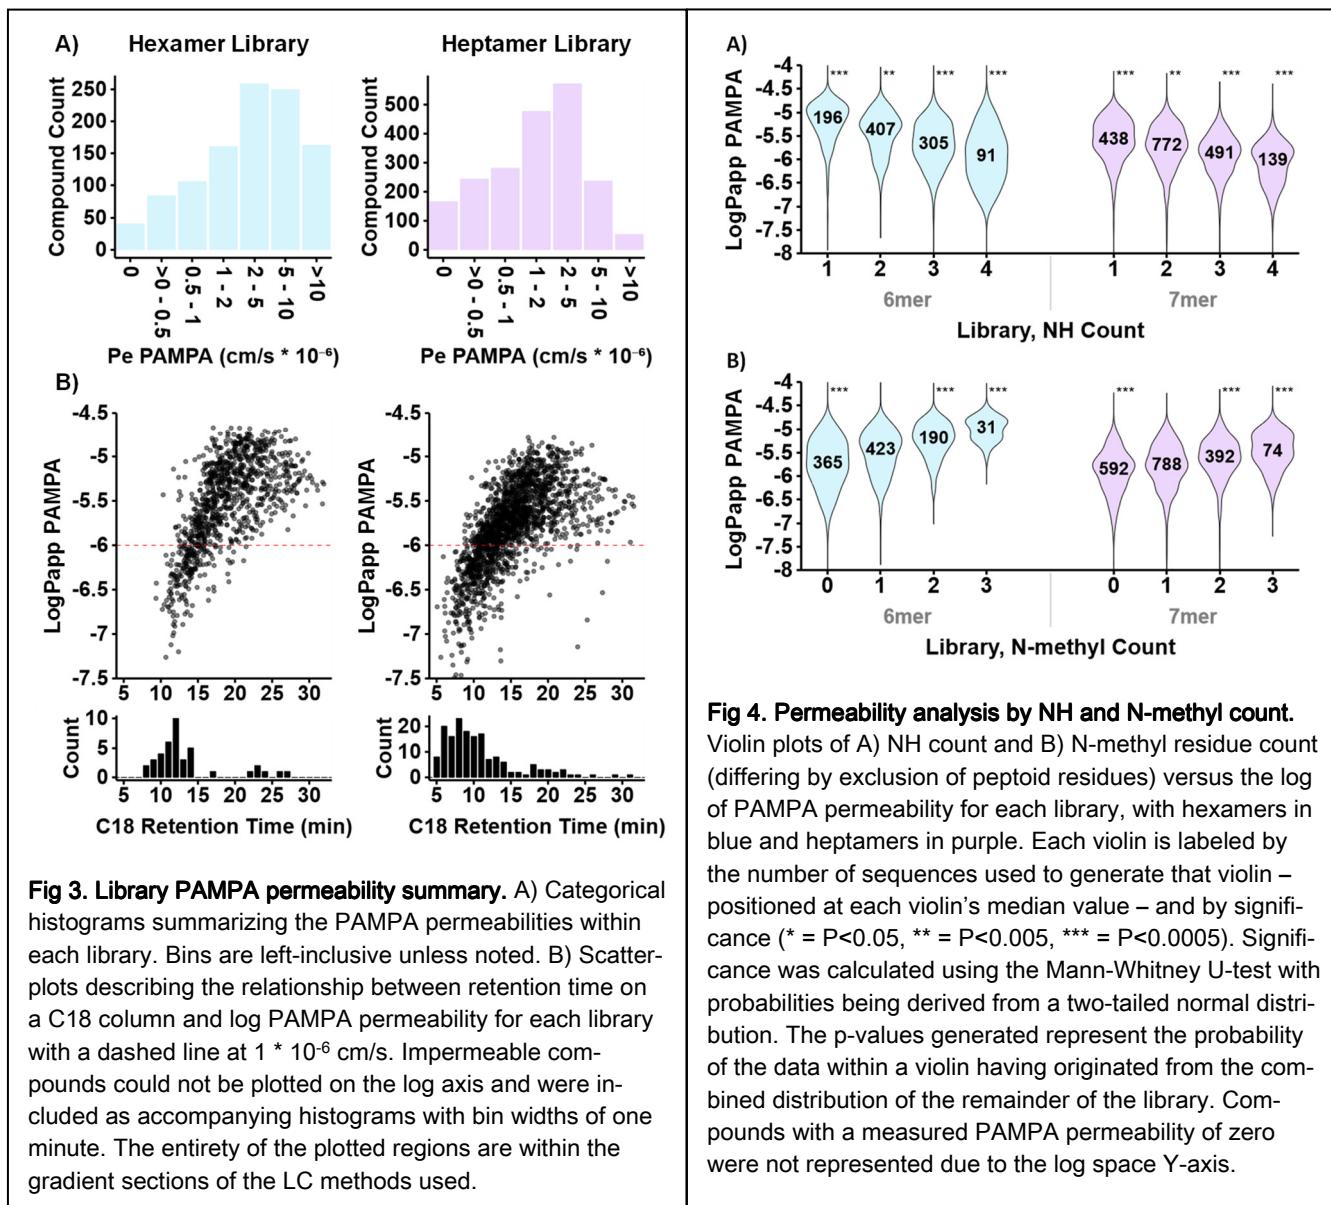 A)
Hexamer Library
Heptamer Library
Compound Count
250
200
150
100
50
0
0
>0 - 0.5
0.5 - 1
1 - 2
2 - 5
5 - 10
>10
Pe PAMPA (cm/s * 10⁻⁶)
Compound Count
500
400
300
200
100
0
0
>0 - 0.5
0.5 - 1
1 - 2
2 - 5
5 - 10
>10
Pe PAMPA (cm/s * 10⁻⁶)
B)
LogPapp PAMPA
-4.5
-5
-5.5
-6
-6.5
-7
-7.5
5 10 15 20 25 30
LogPapp PAMPA
-4.5
-5
-5.5
-6
-6.5
-7
-7.5
5 10 15 20 25 30
Count
10
5
0
5 10 15 20 25 30
C18 Retention Time (min)
Count
20
10
0
5 10 15 20 25 30
C18 Retention Time (min)
Fig 3. Library PAMPA permeability summary. A) Categorical
histograms summarizing the PAMPA permeabilities within
each library. Bins are left-inclusive unless noted. B) Scatter-
plots describing the relationship between retention time on
a C18 column and log PAMPA permeability for each library
with a dashed line at 1 * 10⁻⁶ cm/s. Impermeable com-
pounds could not be plotted on the log axis and were in-
cluded as accompanying histograms with bin widths of one
minute. The entirety of the plotted regions are within the
gradient sections of the LC methods used.
A)
LogPapp PAMPA
-4
-4.5
-5
-5.5
-6
-6.5
-7
-7.5
-8
*** ** *** *** *** ** *** ***
196 407 305 91 438 772 491 139
1 2 3 4 1 2 3 4
6mer 7mer
Library, NH Count
B)
LogPapp PAMPA
-4
-4.5
-5
-5.5
-6
-6.5
-7
-7.5
-8
*** *** *** *** *** ***
365 423 190 31 592 788 392 74
0 1 2 3 0 1 2 3
6mer 7mer
Library, N-methyl Count
Fig 4. Permeability analysis by NH and N-methyl count.
Violin plots of A) NH count and B) N-methyl residue count
(differing by exclusion of peptoid residues) versus the log
of PAMPA permeability for each library, with hexamers in
blue and heptamers in purple. Each violin is labeled by
the number of sequences used to generate that violin –
positioned at each violin's median value – and by signifi-
cance (* = P<0.05, ** = P<0.005, *** = P<0.0005). Signifi-
cance was calculated using the Mann-Whitney U-test with
probabilities being derived from a two-tailed normal distri-
bution. The p-values generated represent the probability
of the data within a violin having originated from the com-
bined distribution of the remainder of the library. Com-
pounds with a measured PAMPA permeability of zero
were not represented due to the log space Y-axis.